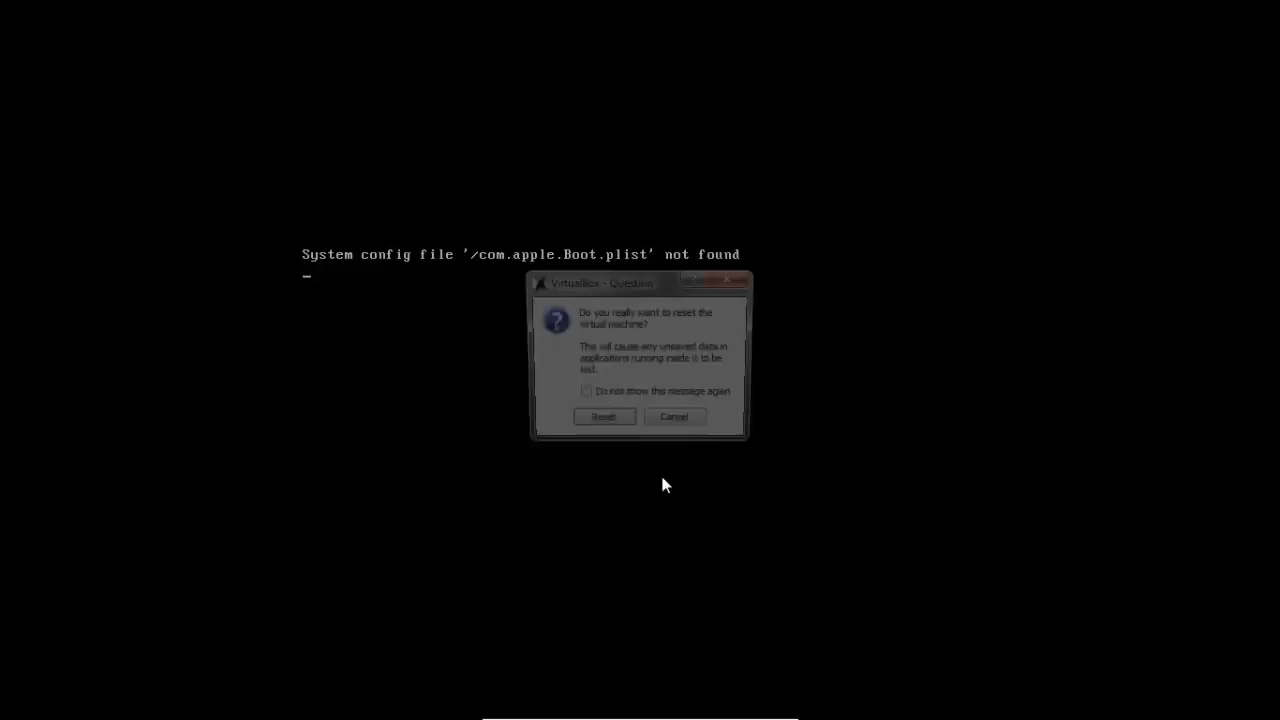 System config file '/com.apple.Boot.plist' not found
VirtualBox - Question
Do you really want to reset the
virtual machine?
This will cause any unsaved data in
applications running inside it to be
lost.
Do not show this message again
Reset
Cancel